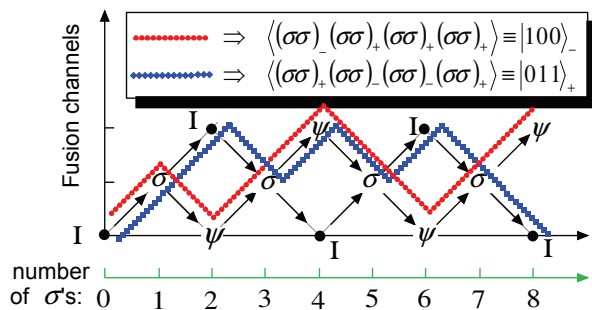 ⇒ ⟨(σσ)₋(σσ)₊(σσ)₊(σσ)₊⟩≡|100⟩₋
⇒ ⟨(σσ)₊(σσ)₋(σσ)₋(σσ)₊⟩≡|011⟩₊
Fusion channels
I ψ I ψ
σ σ σ σ
I ψ I ψ I
number
of σ's: 0 1 2 3 4 5 6 7 8